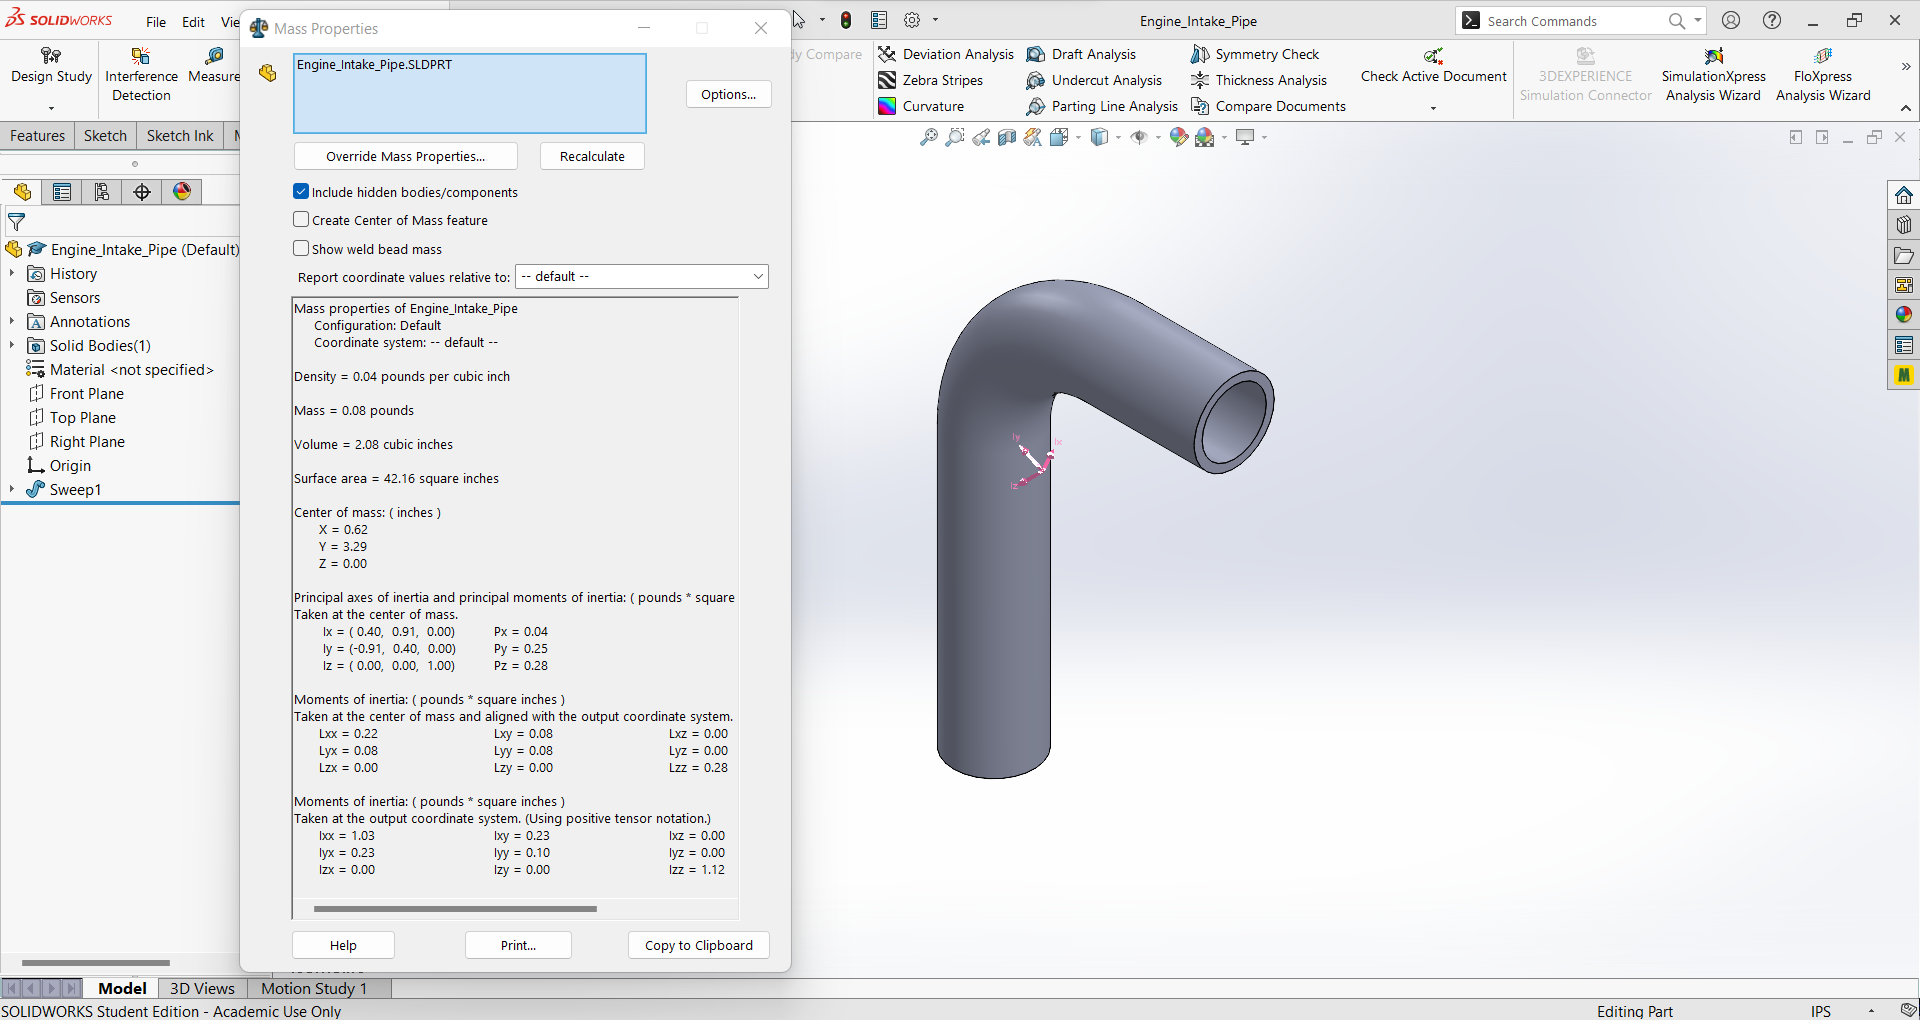 SOLIDWORKS File Edit
Mass Properties
Engine_Intake_Pipe
Search Commands
Design Study
Interference Detection
Measure
Engine_Intake_Pipe.SLDPRT
Options...
Override Mass Properties...
Recalculate
Include hidden bodies/components
Create Center of Mass feature
Show weld bead mass
Report coordinate values relative to: -- default --
Mass properties of Engine_Intake_Pipe
Configuration: Default
Coordinate system: -- default --
Density = 0.04 pounds per cubic inch
Mass = 0.08 pounds
Volume = 2.08 cubic inches
Surface area = 42.16 square inches
Center of mass: ( inches )
X = 0.62
Y = 3.29
Z = 0.00
Principal axes of inertia and principal moments of inertia: ( pounds * square
Taken at the center of mass.
Ix = ( 0.40, 0.91, 0.00) Px = 0.04
Iy = (-0.91, 0.40, 0.00) Py = 0.25
Iz = ( 0.00, 0.00, 1.00) Pz = 0.28
Moments of inertia: ( pounds * square inches )
Taken at the center of mass and aligned with the output coordinate system.
Lxx = 0.22 Lxy = 0.08 Lxz = 0.00
Lyx = 0.08 Lyy = 0.08 Lyz = 0.00
Lzx = 0.00 Lzy = 0.00 Lzz = 0.28
Moments of inertia: ( pounds * square inches )
Taken at the output coordinate system. (Using positive tensor notation.)
Ixx = 1.03 Ixy = 0.23 Ixz = 0.00
Iyx = 0.23 Iyy = 0.10 Iyz = 0.00
Izx = 0.00 Izy = 0.00 Izz = 1.12
Help Print... Copy to Clipboard
Compare
Deviation Analysis
Zebra Stripes
Curvature
Draft Analysis
Undercut Analysis
Parting Line Analysis
Symmetry Check
Thickness Analysis
Compare Documents
Check Active Document
3DEXPERIENCE
Simulation Connector
SimulationXpress
Analysis Wizard
FloXpress
Analysis Wizard
Features Sketch Sketch Ink
Engine_Intake_Pipe (Default)
History
Sensors
Annotations
Solid Bodies(1)
Material <not specified>
Front Plane
Top Plane
Right Plane
Origin
Sweep1
Iy
Ix
Iz
M
Model 3D Views Motion Study 1
SOLIDWORKS Student Edition - Academic Use Only
Editing Part IPS